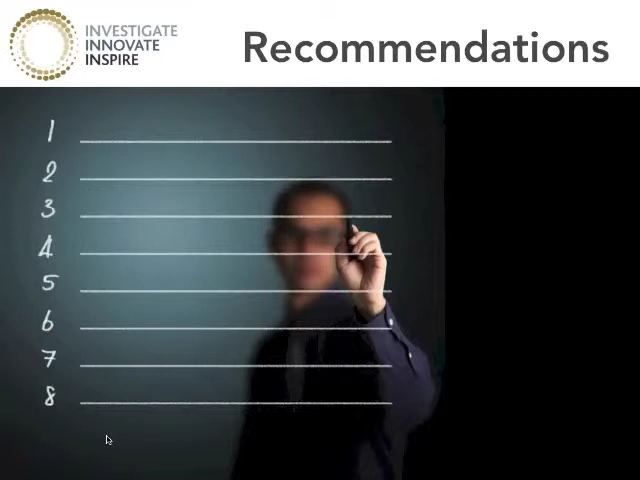 INVESTIGATE
INNOVATE
INSPIRE
Recommendations
1
2
3
4
5
6
7
8